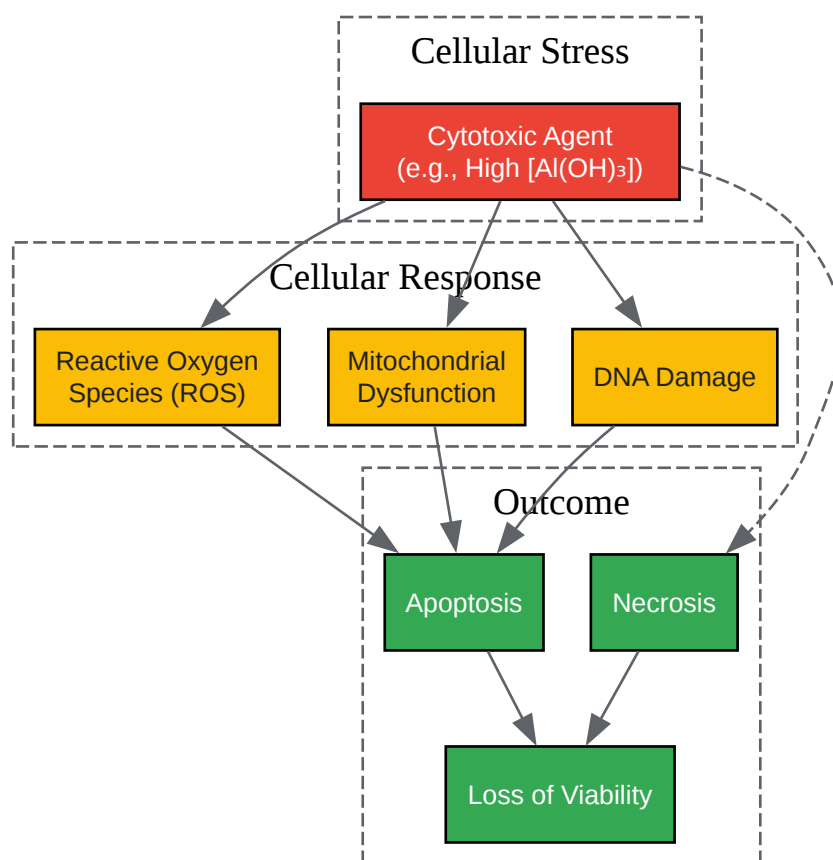 Cellular Stress
Cytotoxic Agent
(e.g., High [Al(OH)₃])
Cellular Response
Reactive Oxygen
Species (ROS)
Mitochondrial
Dysfunction
DNA Damage
Outcome
Apoptosis
Necrosis
Loss of Viability